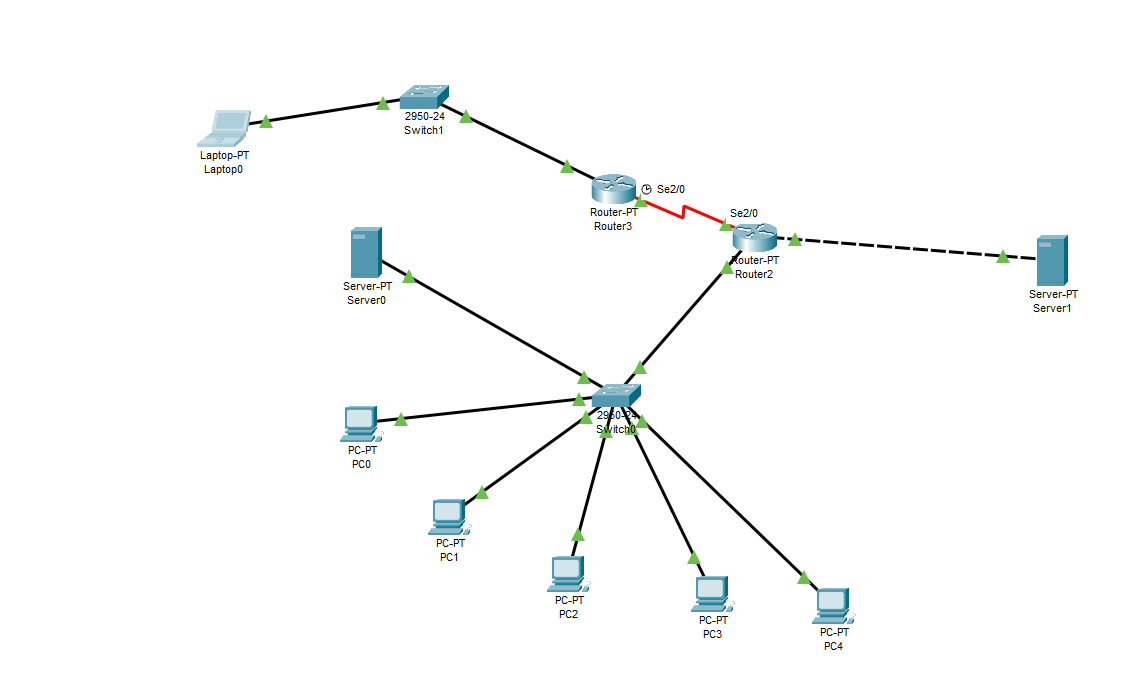 2950-24
Switch1
Laptop-PT
Laptop0
Se2/0
Router-PT
Router3
Se2/0
Router-PT
Router2
Server-PT
Server0
Server-PT
Server1
2950-24
Switch0
PC-PT
PC0
PC-PT
PC1
PC-PT
PC2
PC-PT
PC3
PC-PT
PC4